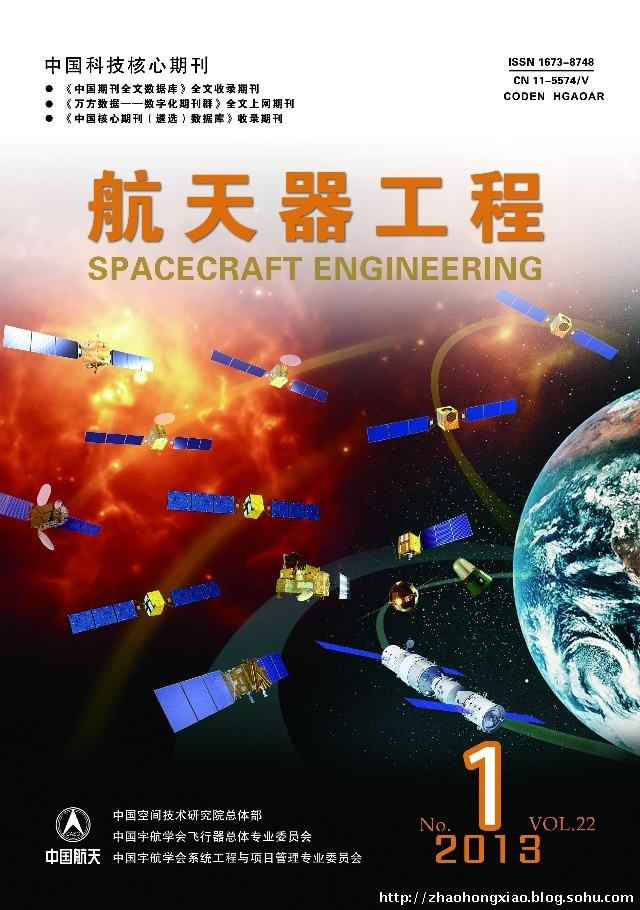 中国科技核心期刊
● 《中国期刊全文数据库》全文收录期刊
● 《万方数据——数字化期刊群》全文上网期刊
● 《中国核心期刊（遴选）数据库》收录期刊
ISSN 1673-8748
CN 11-5574/V
CODEN HGAOAR
航天器工程
SPACECRAFT ENGINEERING
No. 1 VOL.22
2013
中国航天
中国空间技术研究院总体部
中国宇航学会飞行器总体专业委员会
中国宇航学会系统工程与项目管理专业委员会
http://zhaohongxiao.blog.sohu.com